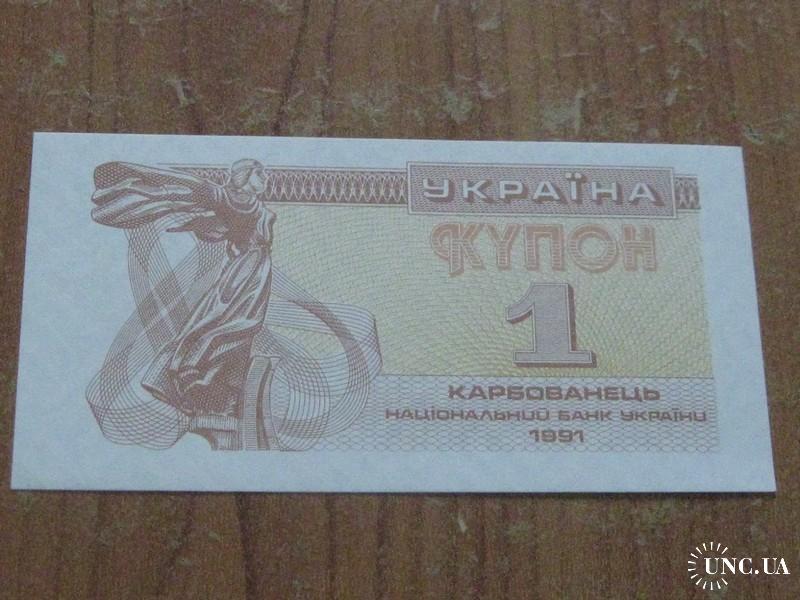 УКРАЇНА
КУПОН
1
КАРБОВАНЕЦЬ
НАЦІОНАЛЬНИЙ БАНК УКРАЇНИ
1991
UNC.UA